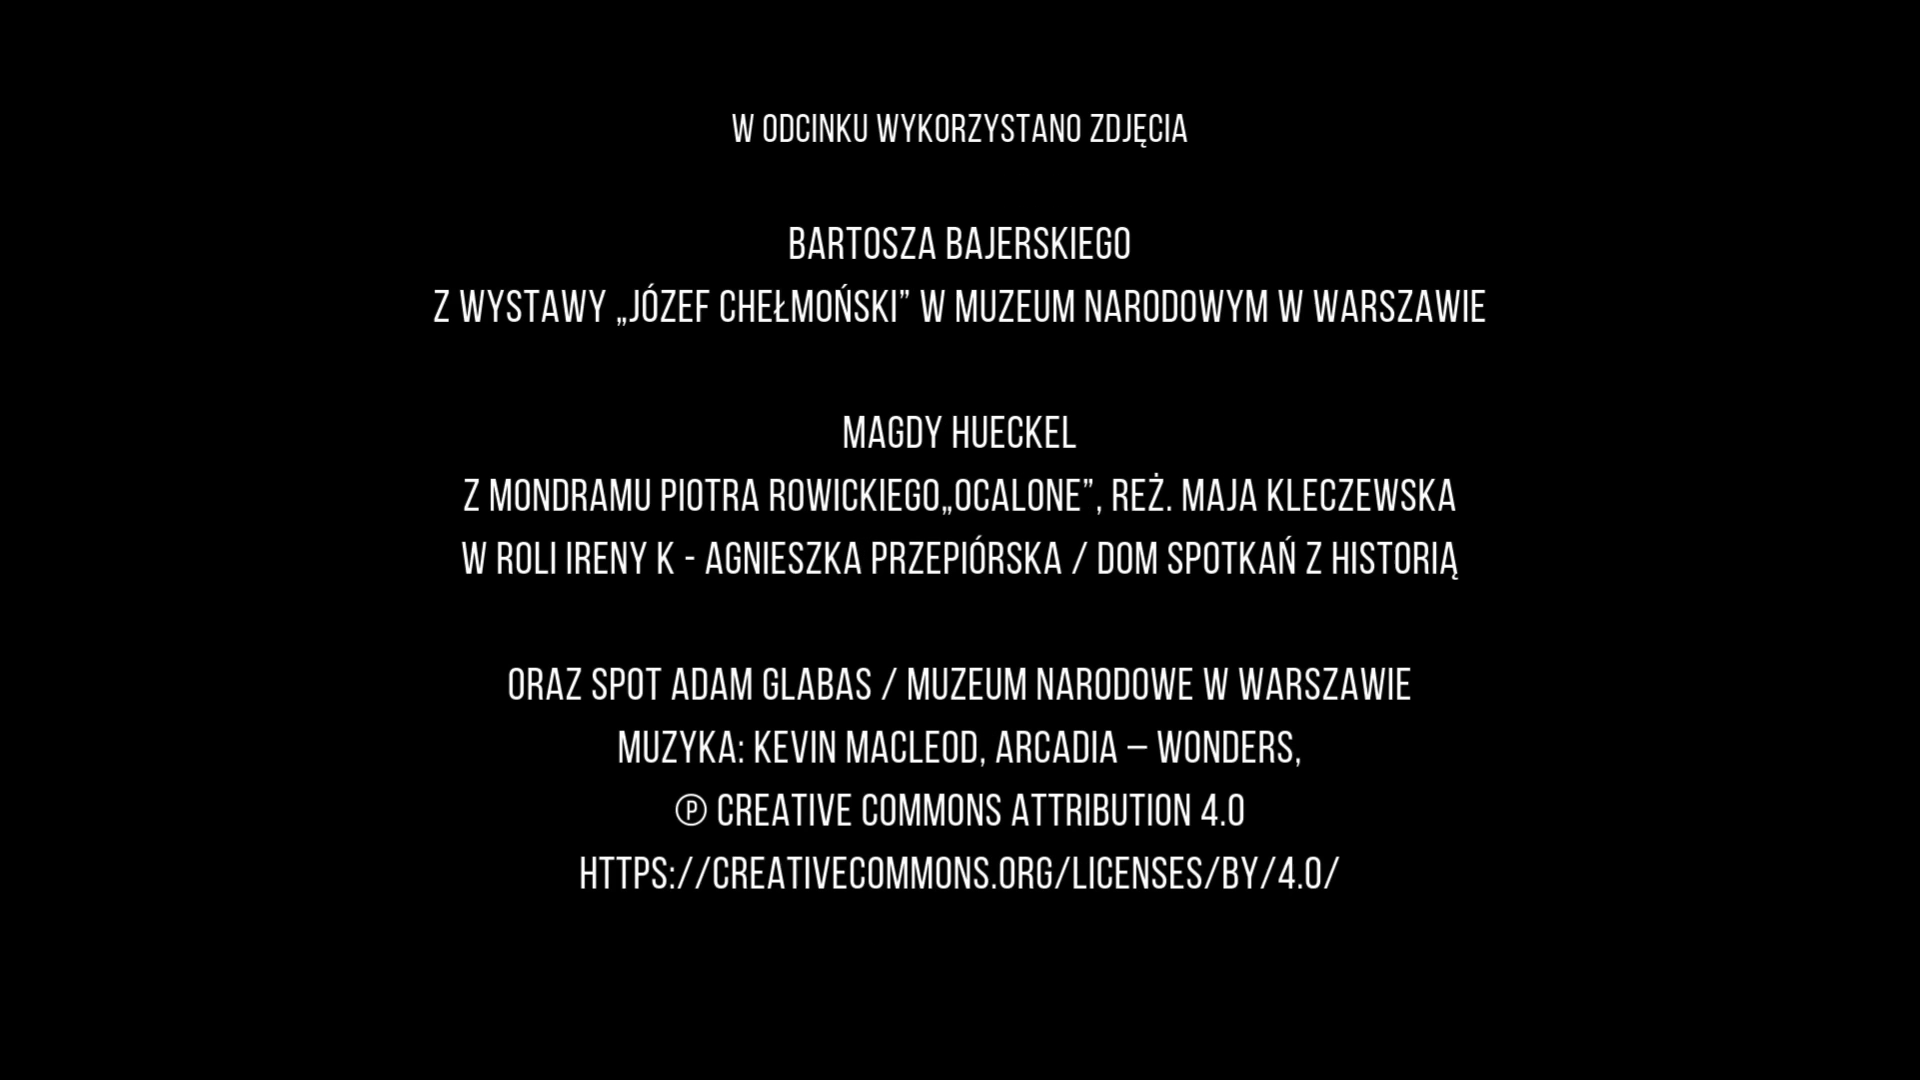 W ODCINKU WYKORZYSTANO ZDJĘCIA
BARTOSZA BAJERSKIEGO
Z WYSTAWY „JÓZEF CHEŁMOŃSKI” W MUZEUM NARODOWYM W WARSZAWIE
MAGDY HUECKEL
Z MONDRAMU PIOTRA ROWICKIEGO„OCALONE”, REŻ. MAJA KLECZEWSKA
W ROLI IRENY K - AGNIESZKA PRZEPIÓRSKA / DOM SPOTKAŃ Z HISTORIĄ
ORAZ SPOT ADAM GLABAS / MUZEUM NARODOWE W WARSZAWIE
MUZYKA: KEVIN MACLEOD, ARCADIA – WONDERS,
℗ CREATIVE COMMONS ATTRIBUTION 4.0
HTTPS://CREATIVECOMMONS.ORG/LICENSES/BY/4.0/